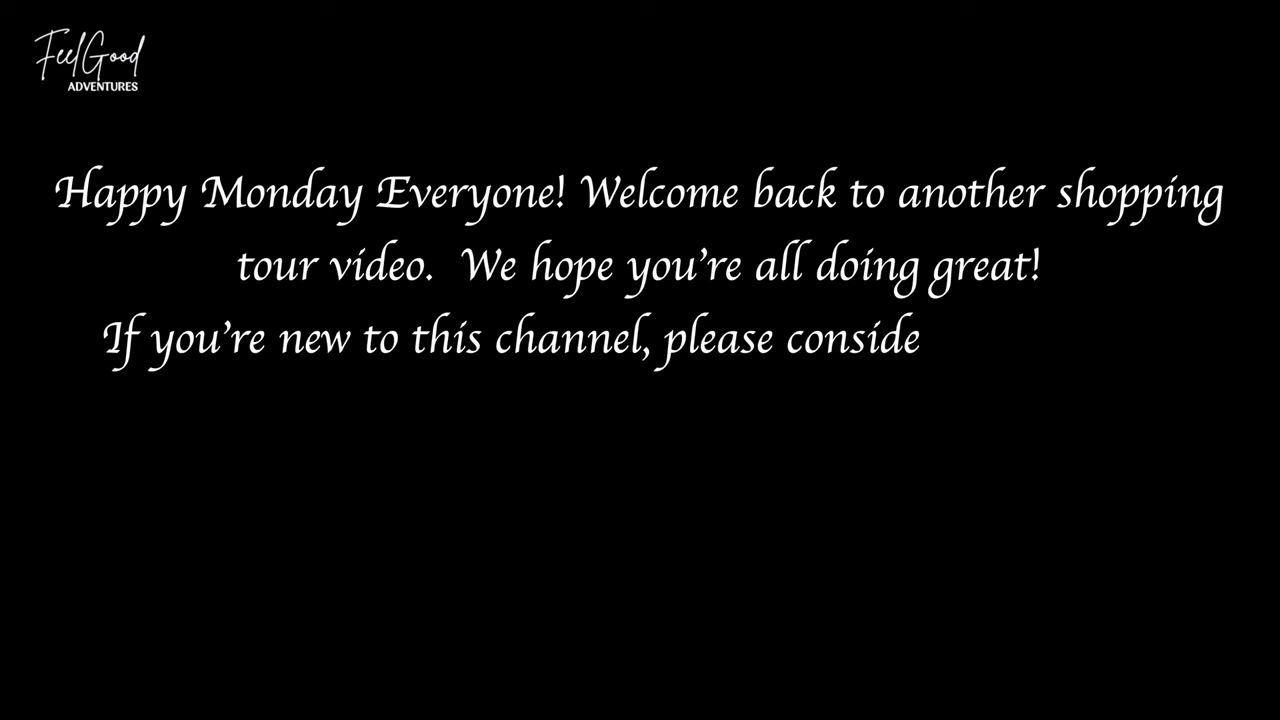 FeelGood
ADVENTURES
Happy Monday Everyone! Welcome back to another shopping
tour video. We hope you're all doing great!
If you're new to this channel, please conside